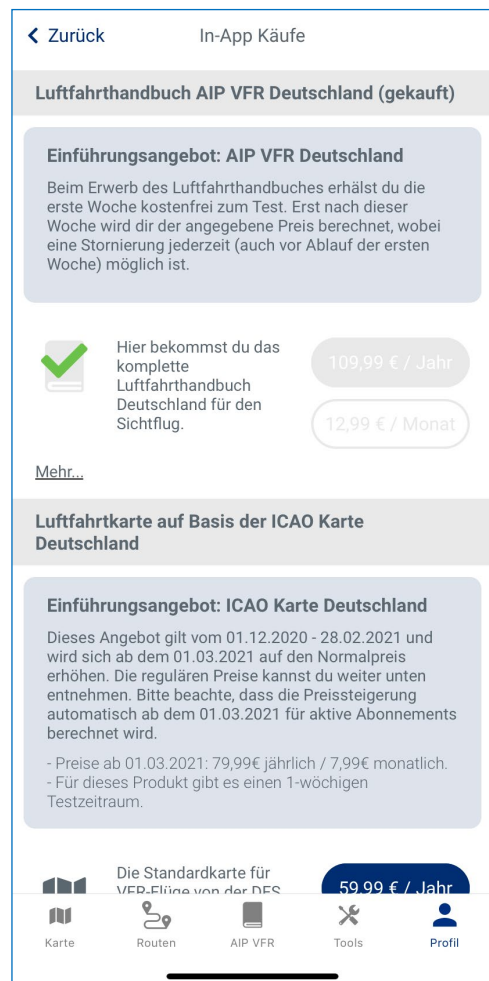 Zurück In-App Käufe
Luftfahrthandbuch AIP VFR Deutschland (gekauft)
Einführungsangebot: AIP VFR Deutschland
Beim Erwerb des Luftfahrthandbuches erhälst du die
erste Woche kostenfrei zum Test. Erst nach dieser
Woche wird dir der angegebene Preis berechnet, wobei
eine Stornierung jederzeit (auch vor Ablauf der ersten
Woche) möglich ist.
Hier bekommst du das
komplette
Luftfahrthandbuch
Deutschland für den
Sichtflug.
109,99 € / Jahr
12,99 € / Monat
Mehr...
Luftfahrtkarte auf Basis der ICAO Karte
Deutschland
Einführungsangebot: ICAO Karte Deutschland
Dieses Angebot gilt vom 01.12.2020 - 28.02.2021 und
wird sich ab dem 01.03.2021 auf den Normalpreis
erhöhen. Die regulären Preise kannst du weiter unten
entnehmen. Bitte beachte, dass die Preissteigerung
automatisch ab dem 01.03.2021 für aktive Abonnements
berechnet wird.
- Preise ab 01.03.2021: 79,99€ jährlich / 7,99€ monatlich.
- Für dieses Produkt gibt es einen 1-wöchigen
Testzeitraum.
Die Standardkarte für
VFR-Flüge von der DFS
59,99 € / Jahr
Karte Routen AIP VFR Tools Profil